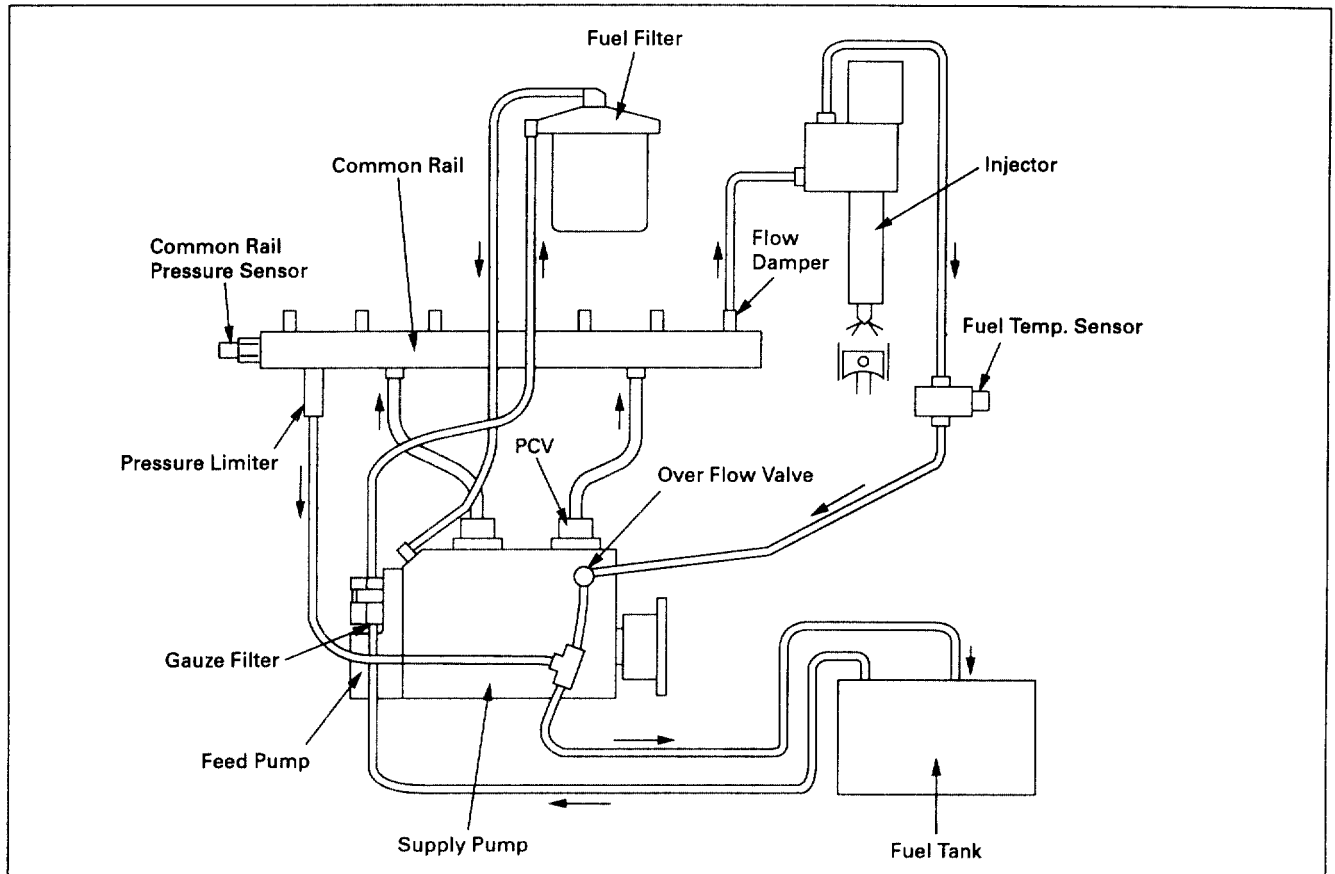 Fuel Filter
Common Rail
Injector
Common Rail
Pressure Sensor
Flow
Damper
Fuel Temp. Sensor
Pressure Limiter
PCV
Over Flow Valve
Gauze Filter
Feed Pump
Supply Pump
Fuel Tank